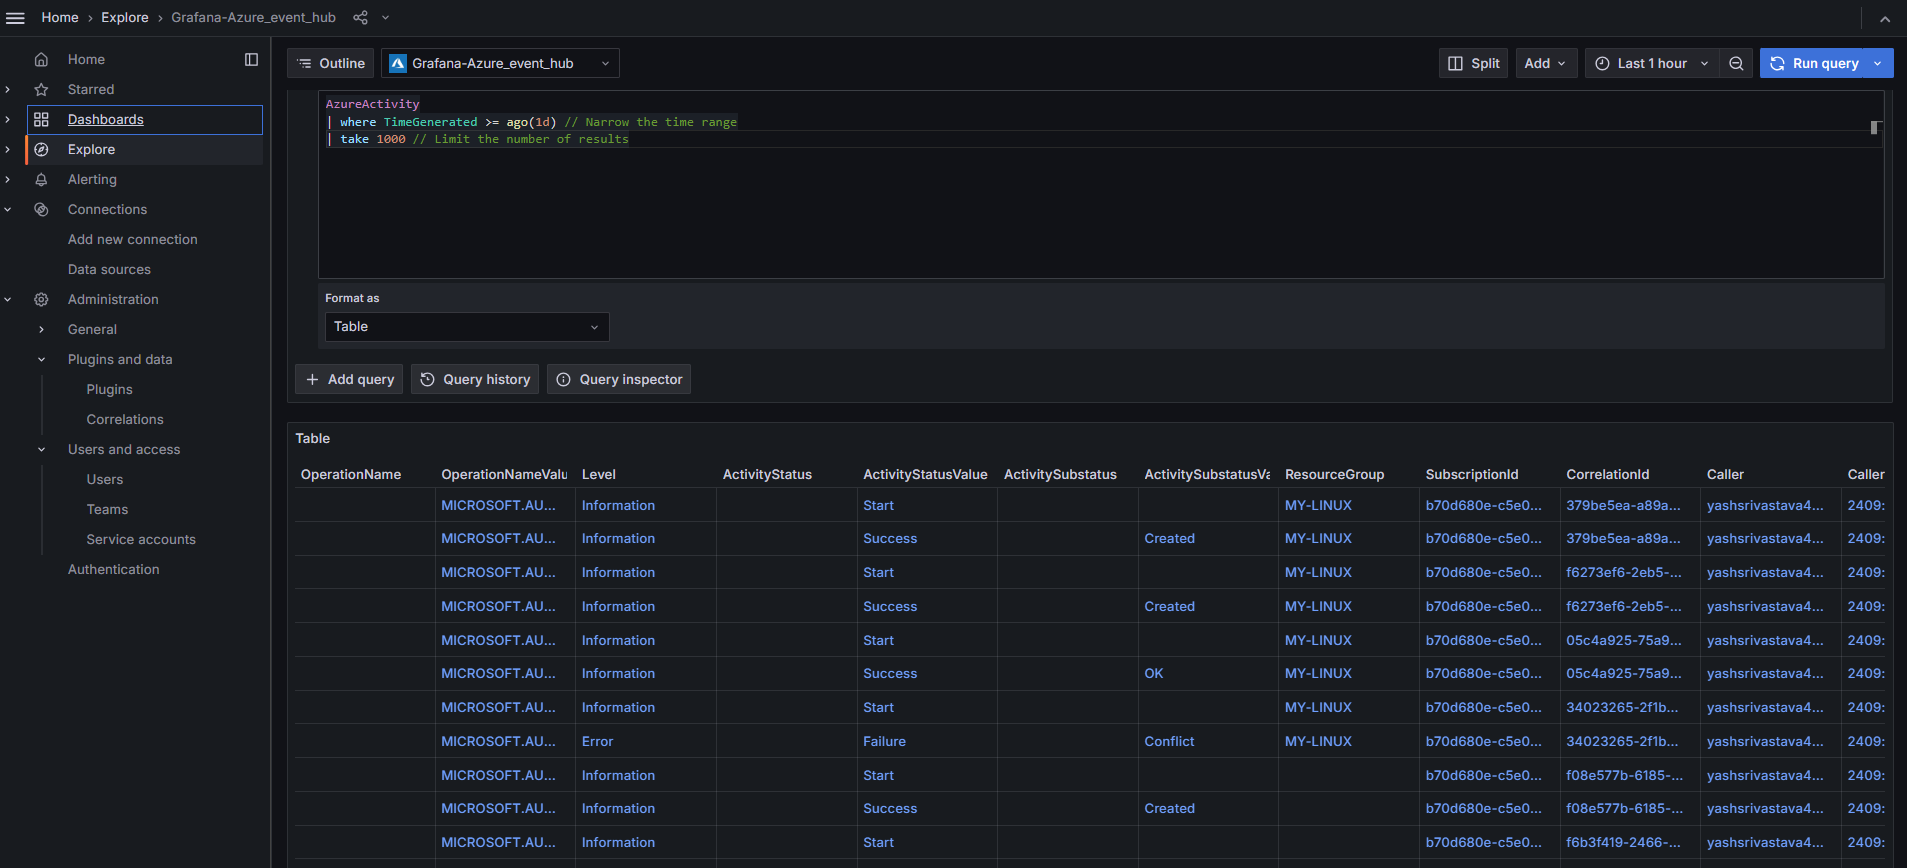 Home › Explore › Grafana-Azure_event_hub
Home
Starred
Dashboards
Explore
Alerting
Connections
Add new connection
Data sources
Administration
General
Plugins and data
Plugins
Correlations
Users and access
Users
Teams
Service accounts
Authentication
Outline Grafana-Azure_event_hub Split Add Last 1 hour Run query
AzureActivity
| where TimeGenerated >= ago(1d) // Narrow the time range
| take 1000 // Limit the number of results
Format as
Table
+ Add query Query history Query inspector
Table
OperationName OperationNameValu Level ActivityStatus ActivityStatusValue ActivitySubstatus ActivitySubstatusVa ResourceGroup SubscriptionId CorrelationId Caller Caller
MICROSOFT.AU... Information Start MY-LINUX b70d680e-c5e0... 379be5ea-a89a... yashsrivastava4... 2409:
MICROSOFT.AU... Information Success Created MY-LINUX b70d680e-c5e0... 379be5ea-a89a... yashsrivastava4... 2409:
MICROSOFT.AU... Information Start MY-LINUX b70d680e-c5e0... f6273ef6-2eb5-... yashsrivastava4... 2409:
MICROSOFT.AU... Information Success Created MY-LINUX b70d680e-c5e0... f6273ef6-2eb5-... yashsrivastava4... 2409:
MICROSOFT.AU... Information Start MY-LINUX b70d680e-c5e0... 05c4a925-75a9... yashsrivastava4... 2409:
MICROSOFT.AU... Information Success OK MY-LINUX b70d680e-c5e0... 05c4a925-75a9... yashsrivastava4... 2409:
MICROSOFT.AU... Information Start MY-LINUX b70d680e-c5e0... 34023265-2f1b... yashsrivastava4... 2409:
MICROSOFT.AU... Error Failure Conflict MY-LINUX b70d680e-c5e0... 34023265-2f1b... yashsrivastava4... 2409:
MICROSOFT.AU... Information Start b70d680e-c5e0... f08e577b-6185-... yashsrivastava4... 2409:
MICROSOFT.AU... Information Success Created b70d680e-c5e0... f08e577b-6185-... yashsrivastava4... 2409:
MICROSOFT.AU... Information Start b70d680e-c5e0... f6b3f419-2466-... yashsrivastava4... 2409: